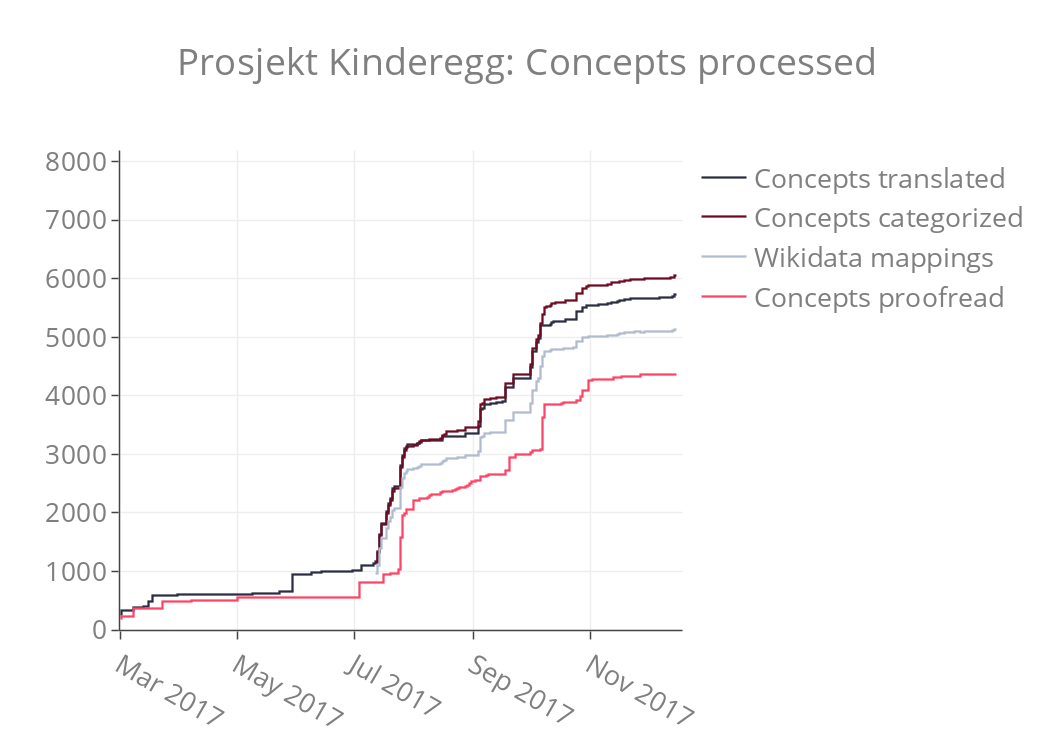 Prosjekt Kinderegg: Concepts processed
8000
7000
6000
5000
4000
3000
2000
1000
0
Mar 2017
May 2017
Jul 2017
Sep 2017
Nov 2017
Concepts translated
Concepts categorized
Wikidata mappings
Concepts proofread